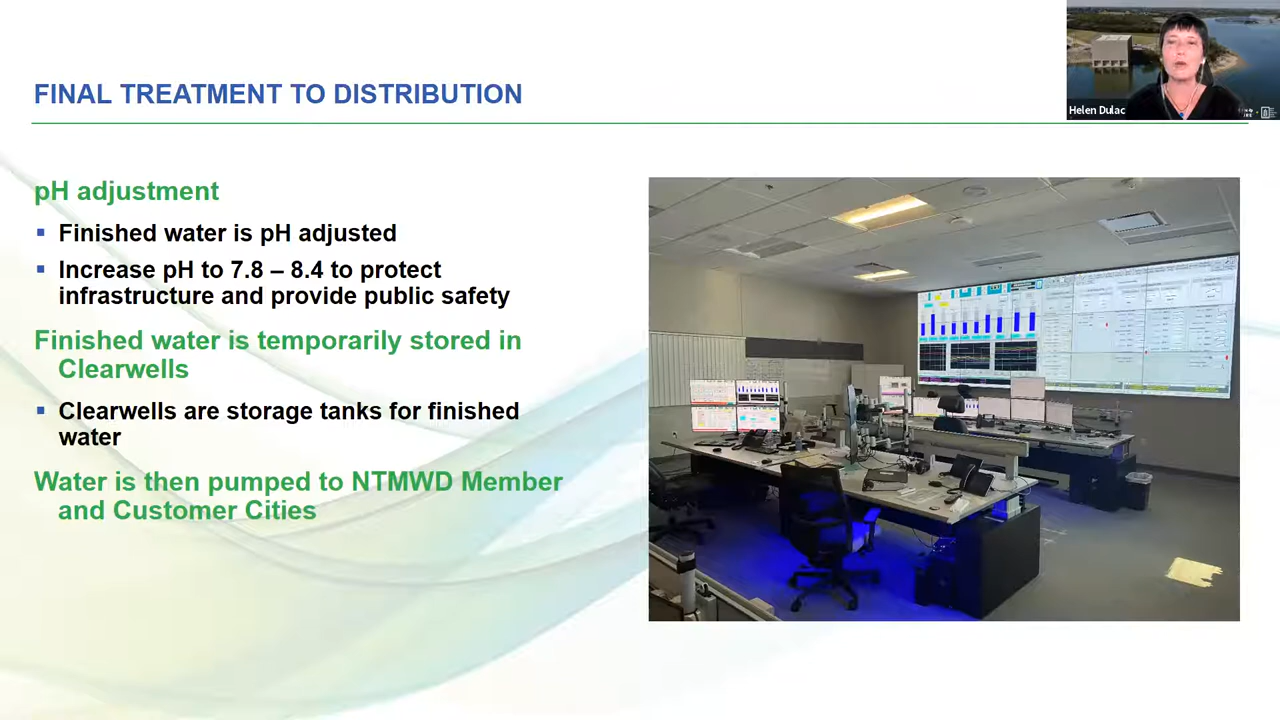 FINAL TREATMENT TO DISTRIBUTION
Helen Dulac
pH adjustment
▪ Finished water is pH adjusted
▪ Increase pH to 7.8 – 8.4 to protect
infrastructure and provide public safety
Finished water is temporarily stored in
Clearwells
▪ Clearwells are storage tanks for finished
water
Water is then pumped to NTMWD Member
and Customer Cities